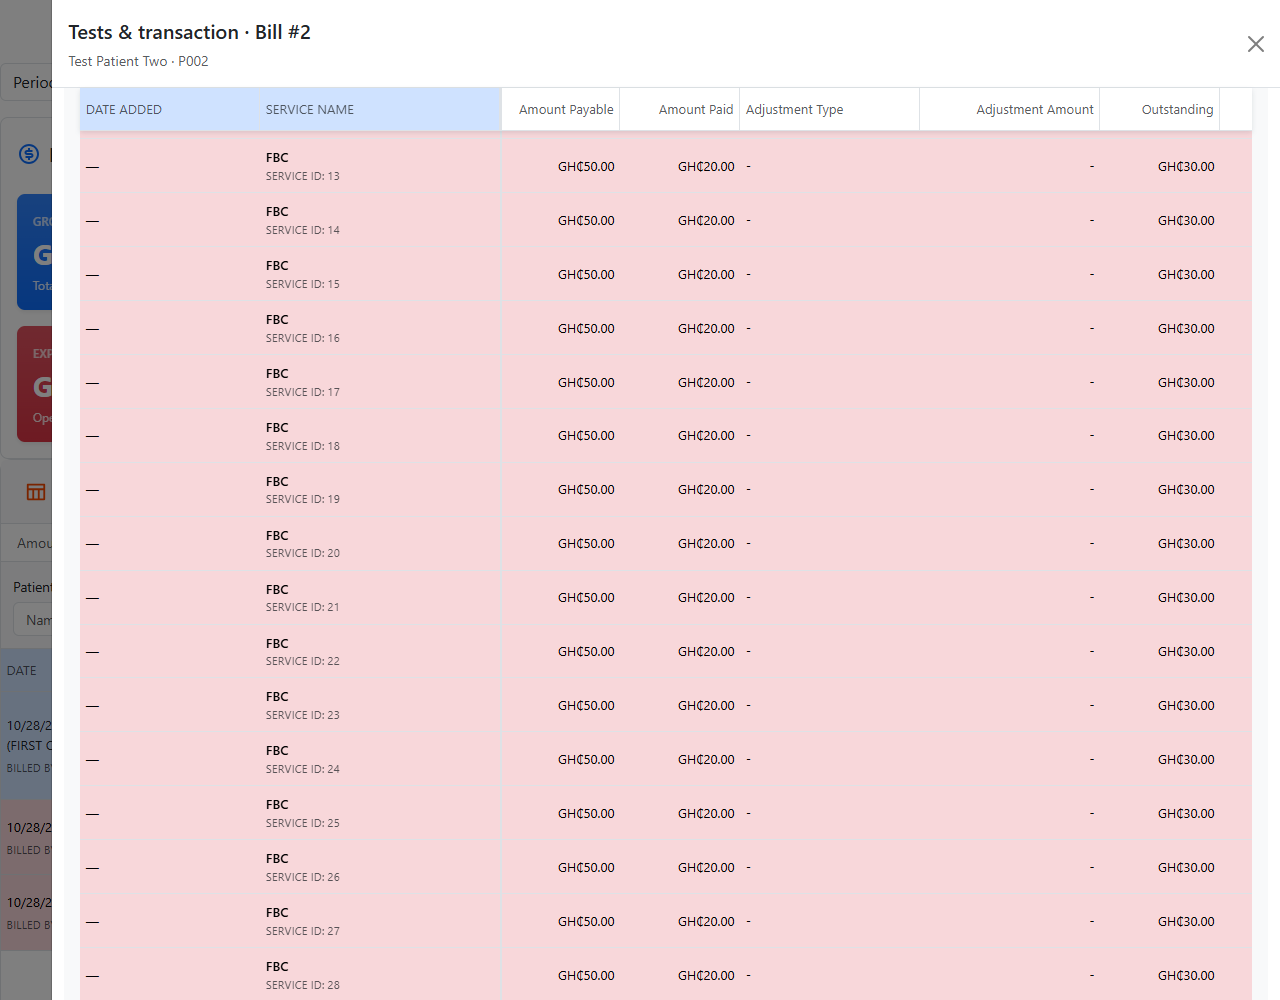 Tests & transaction · Bill #2
Test Patient Two · P002
DATE ADDED SERVICE NAME Amount Payable Amount Paid Adjustment Type Adjustment Amount Outstanding
— FBC GH₵50.00 GH₵20.00 - - GH₵30.00
SERVICE ID: 13
— FBC GH₵50.00 GH₵20.00 - - GH₵30.00
SERVICE ID: 14
— FBC GH₵50.00 GH₵20.00 - - GH₵30.00
SERVICE ID: 15
— FBC GH₵50.00 GH₵20.00 - - GH₵30.00
SERVICE ID: 16
— FBC GH₵50.00 GH₵20.00 - - GH₵30.00
SERVICE ID: 17
— FBC GH₵50.00 GH₵20.00 - - GH₵30.00
SERVICE ID: 18
— FBC GH₵50.00 GH₵20.00 - - GH₵30.00
SERVICE ID: 19
— FBC GH₵50.00 GH₵20.00 - - GH₵30.00
SERVICE ID: 20
— FBC GH₵50.00 GH₵20.00 - - GH₵30.00
SERVICE ID: 21
— FBC GH₵50.00 GH₵20.00 - - GH₵30.00
SERVICE ID: 22
— FBC GH₵50.00 GH₵20.00 - - GH₵30.00
SERVICE ID: 23
— FBC GH₵50.00 GH₵20.00 - - GH₵30.00
SERVICE ID: 24
— FBC GH₵50.00 GH₵20.00 - - GH₵30.00
SERVICE ID: 25
— FBC GH₵50.00 GH₵20.00 - - GH₵30.00
SERVICE ID: 26
— FBC GH₵50.00 GH₵20.00 - - GH₵30.00
SERVICE ID: 27
— FBC GH₵50.00 GH₵20.00 - - GH₵30.00
SERVICE ID: 28
Patient
DATE
BILLED
BILLED
BILLED